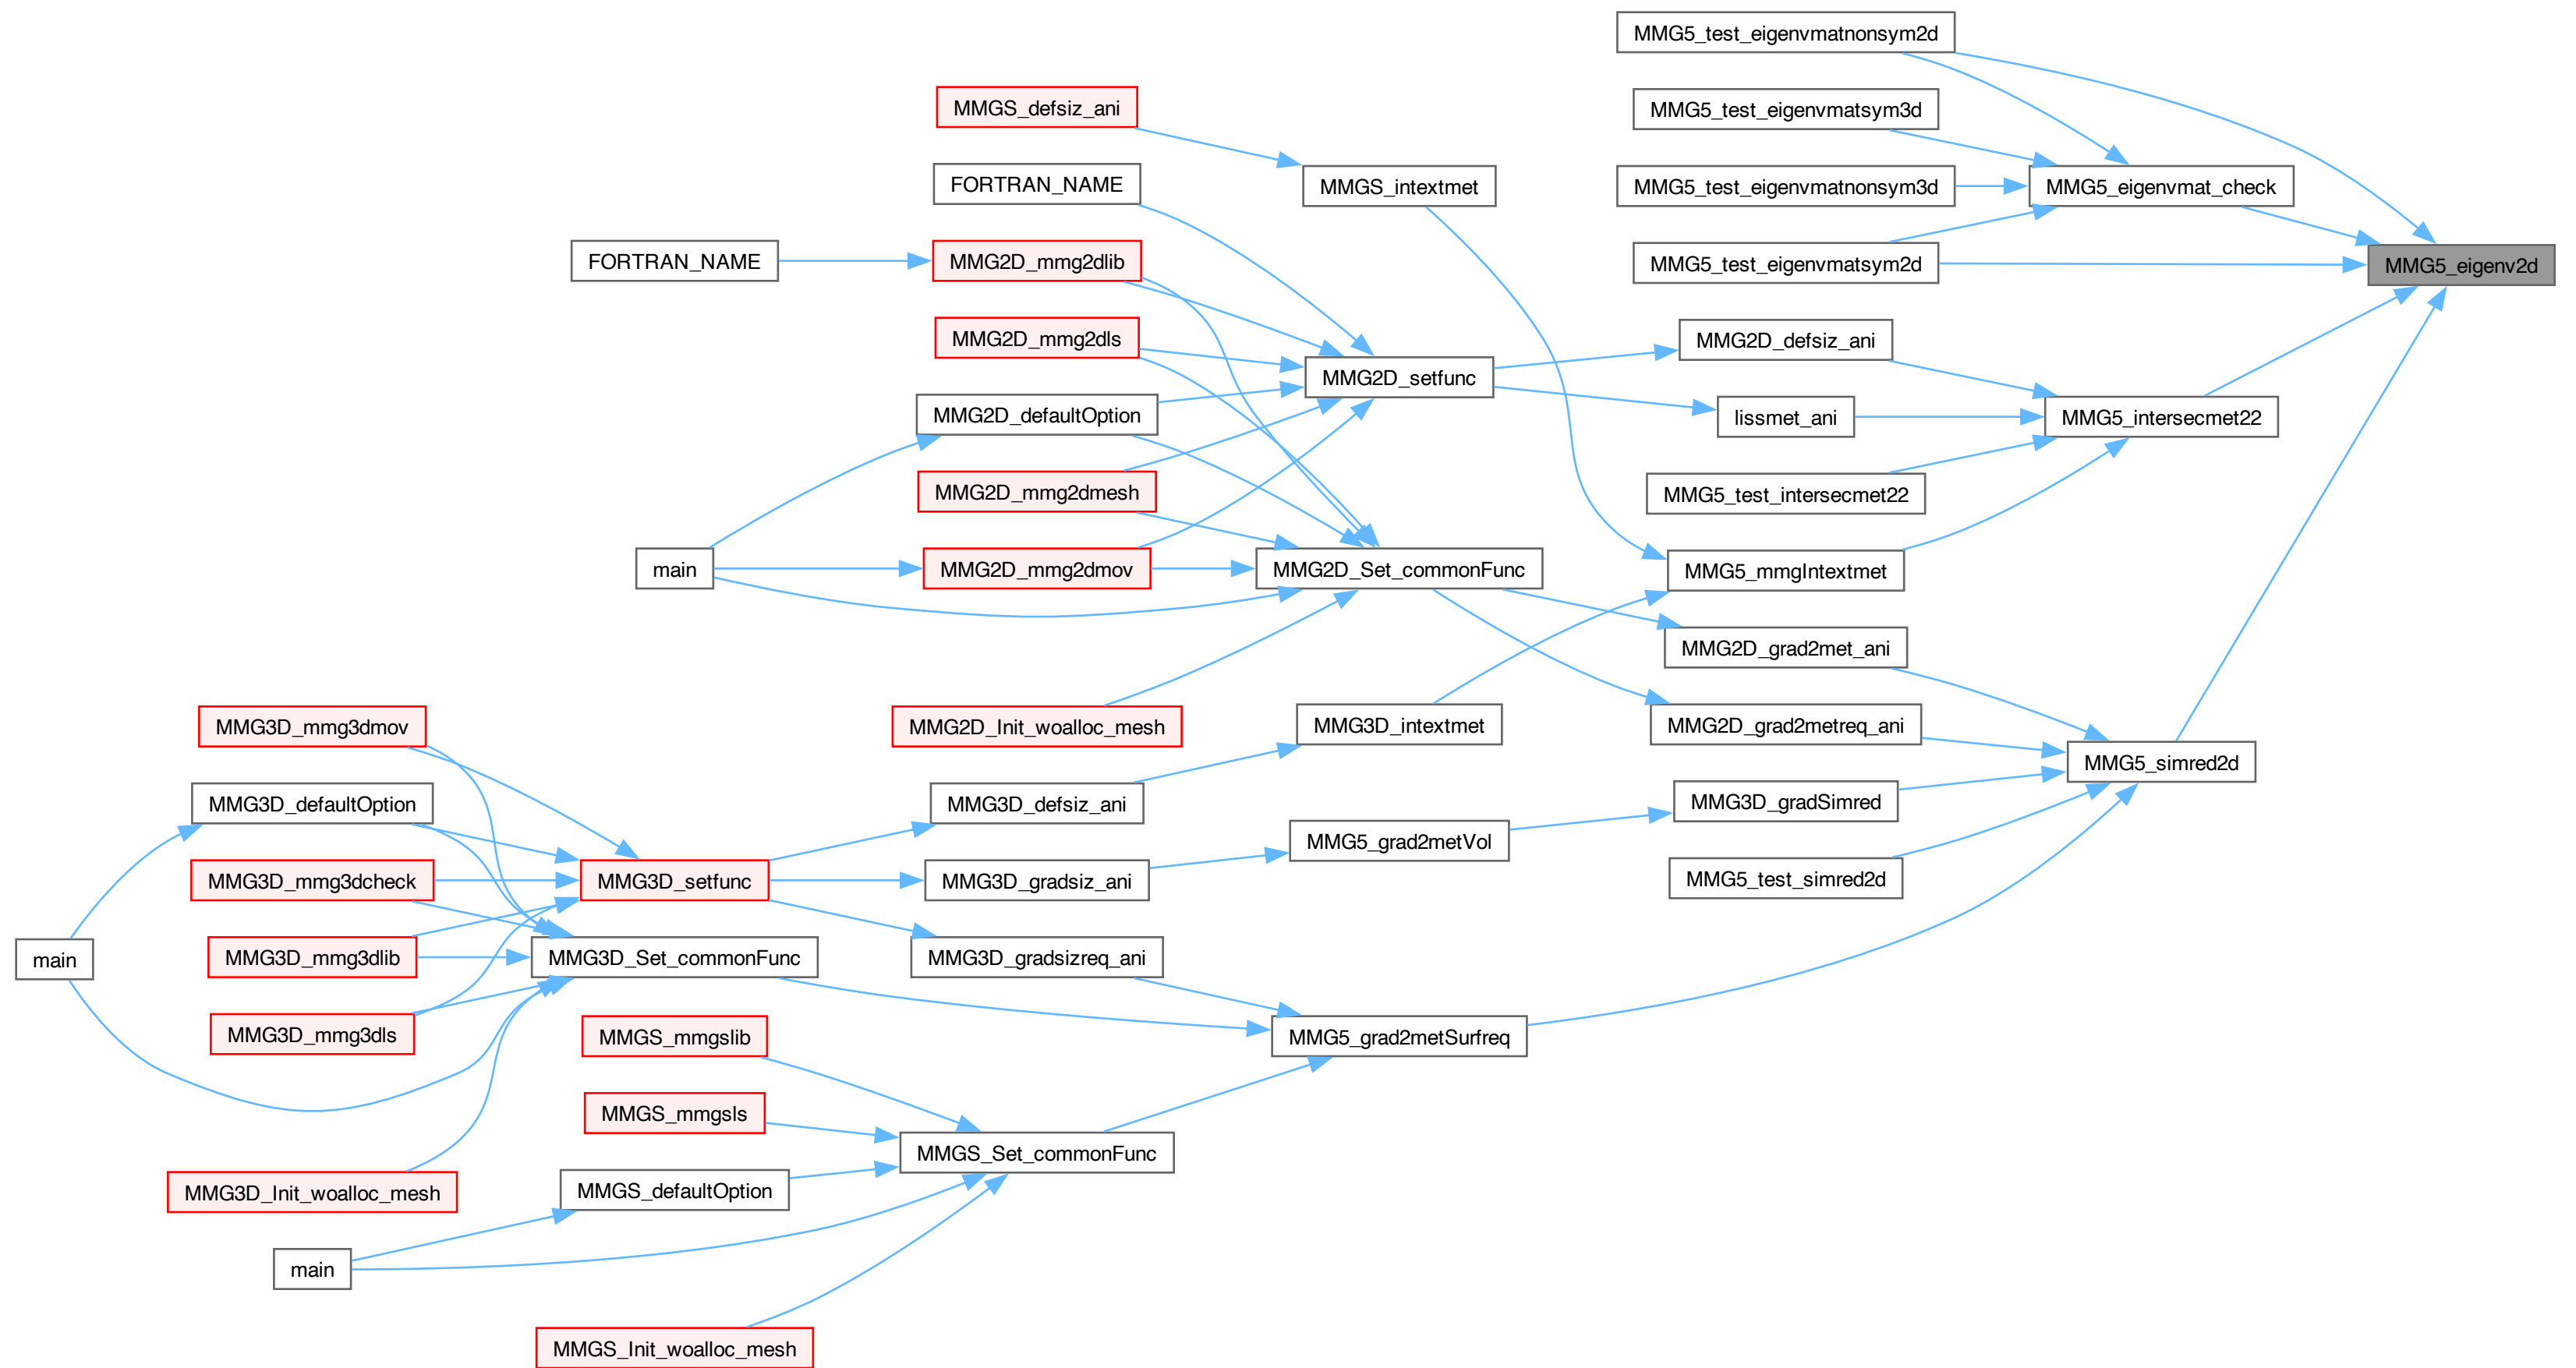 MMG5_test_eigenvmatnonsym2d
MMGS_defsiz_ani
MMG5_test_eigenvmatsym3d
FORTRAN_NAME
MMGS_intextmet
MMG5_test_eigenvmatnonsym3d
MMG5_eigenvmat_check
FORTRAN_NAME
MMG2D_mmg2dlib
MMG5_test_eigenvmatsym2d
MMG5_eigenv2d
MMG2D_mmg2dls
MMG2D_defsiz_ani
MMG2D_setfunc
MMG2D_defaultOption
lissmet_ani
MMG5_intersecmet22
MMG2D_mmg2dmesh
MMG5_test_intersecmet22
main
MMG2D_mmg2dmov
MMG2D_Set_commonFunc
MMG5_mmgIntextmet
MMG2D_grad2met_ani
MMG3D_mmg3dmov
MMG2D_Init_woalloc_mesh
MMG3D_intextmet
MMG2D_grad2metreq_ani
MMG5_simred2d
MMG3D_defaultOption
MMG3D_defsiz_ani
MMG3D_gradSimred
MMG5_grad2metVol
MMG3D_mmg3dcheck
MMG3D_setfunc
MMG3D_gradsiz_ani
MMG5_test_simred2d
main
MMG3D_mmg3dlib
MMG3D_Set_commonFunc
MMG3D_gradsizreq_ani
MMG3D_mmg3dls
MMGS_mmgslib
MMG5_grad2metSurfreq
MMGS_mmgsls
MMGS_Set_commonFunc
MMG3D_Init_woalloc_mesh
MMGS_defaultOption
main
MMGS_Init_woalloc_mesh